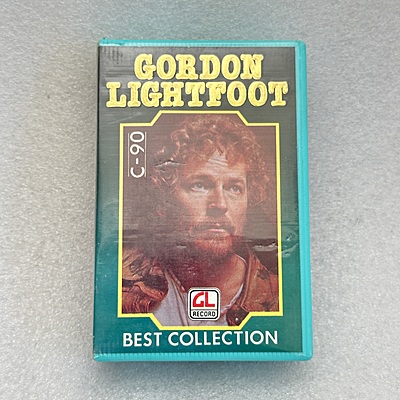 GORDON
LIGHTFOOT
C-90
GL
RECORD
BEST COLLECTION